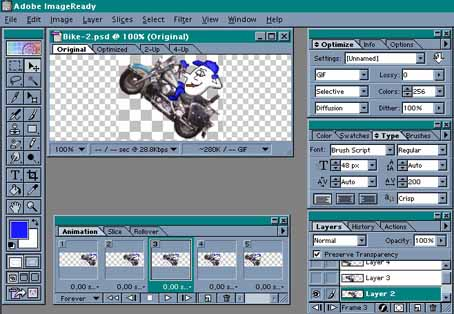 Adobe ImageReady
File Edit Image Layer Slices Select Filter View Window Help
Bike-2.psd @ 100% (Original)
Original Optimized 2-Up 4-Up
100% -- / -- sec @ 28.8Kbps ~280K / -- GIF
Optimize Info Options
Settings: [Unnamed]
GIF Lossy: 0
Selective Colors: 256
Diffusion Dither: 100%
Color Swatches Type Brushes
Font: Brush Script Regular
48 px Auto
Auto 200
Crisp
Animation Slice Rollover
1 2 3 4 5
0,00 s... 0,00 s... 0,00 s... 0,00 s... 0,00 s...
Forever
Layers History Actions
Normal Opacity: 100%
Preserve Transparency
Layer 4
Layer 3
Layer 2
Frame 3